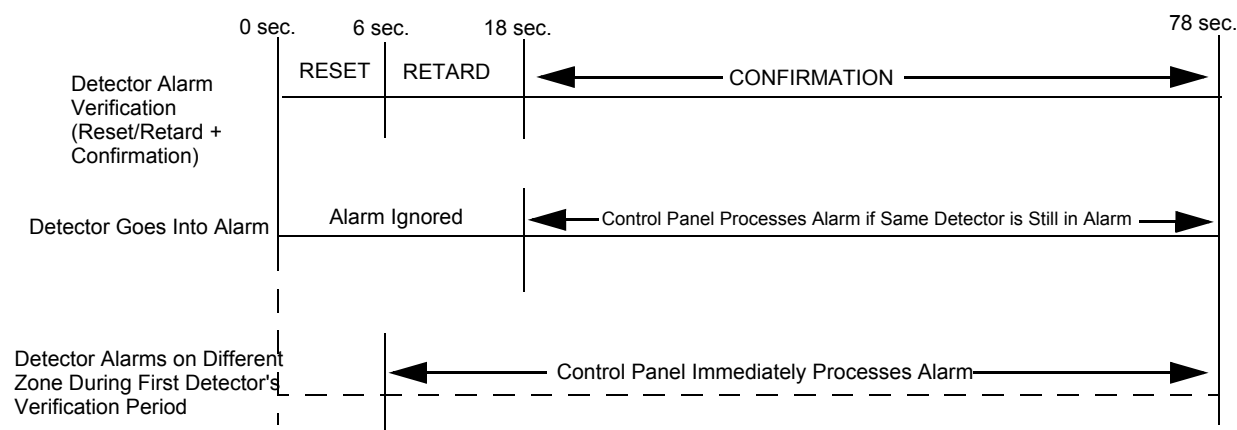 0 sec. 6 sec. 18 sec. 78 sec.
RESET RETARD CONFIRMATION
Detector Alarm
Verification
(Reset/Retard +
Confirmation)
Detector Goes Into Alarm
Alarm Ignored
Control Panel Processes Alarm if Same Detector is Still in Alarm
Detector Alarms on Different
Zone During First Detector's
Verification Period
Control Panel Immediately Processes Alarm